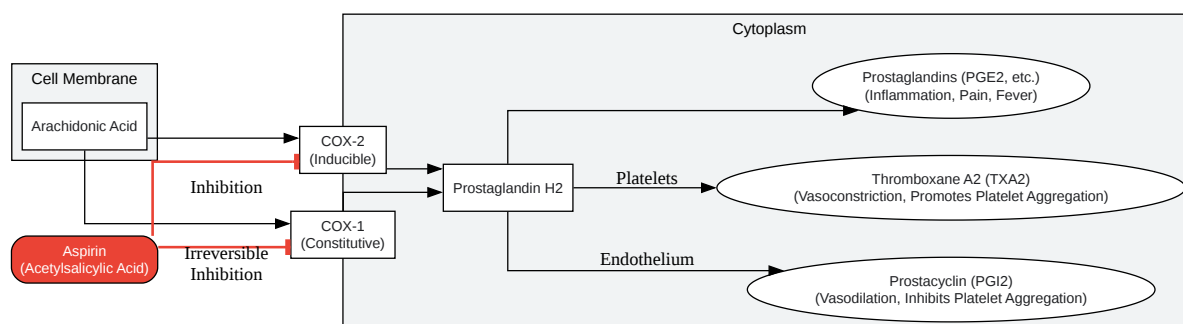 Cytoplasm
Cell Membrane
Arachidonic Acid
COX-2
(Inducible)
Inhibition
Prostaglandins (PGE2, etc.)
(Inflammation, Pain, Fever)
Prostaglandin H2
Platelets
Thromboxane A2 (TXA2)
(Vasoconstriction, Promotes Platelet Aggregation)
COX-1
(Constitutive)
Aspirin
(Acetylsalicylic Acid)
Irreversible
Inhibition
Endothelium
Prostacyclin (PGI2)
(Vasodilation, Inhibits Platelet Aggregation)